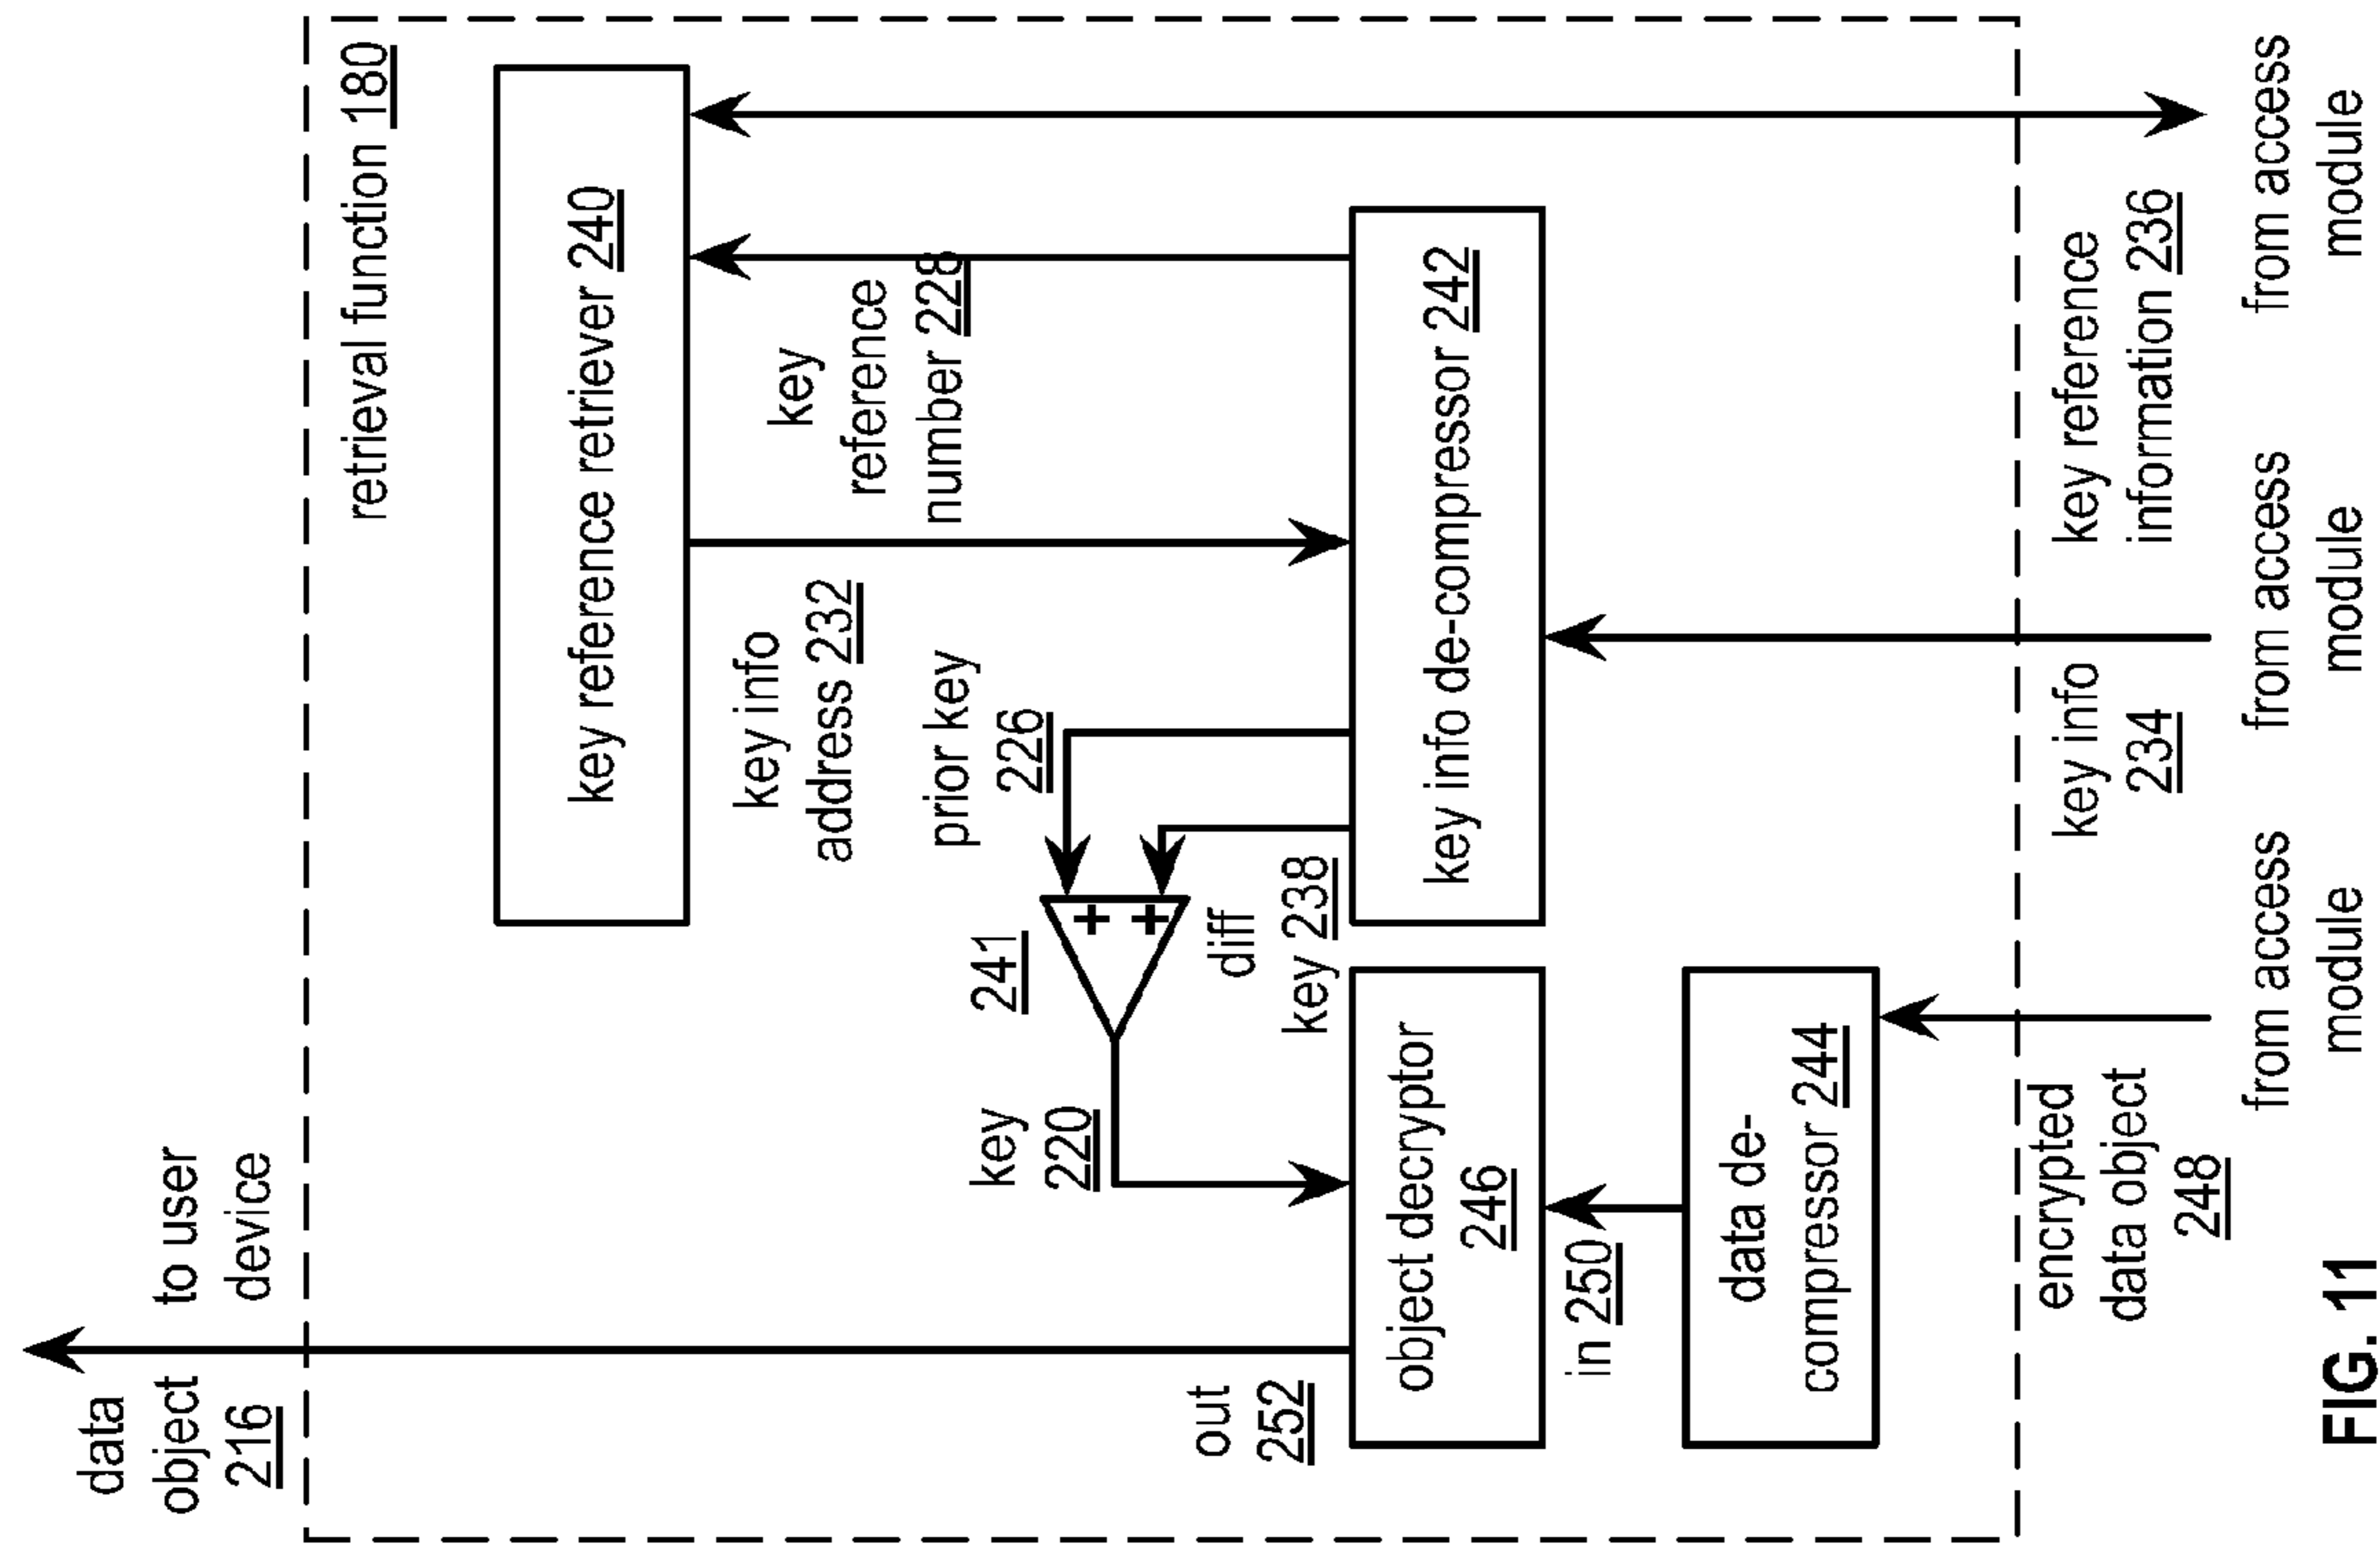 data
object
216
to user
device
retrieval function 180
key reference retriever 240
key
reference
number 228
key info
address 232
prior key
226
241
key
220
diff
key 238
out
252
object decryptor
246
key info de-compressor 242
in 250
data de-
compressor 244
encrypted
data object
248
key info
234
key reference
information 236
from access
module
from access
module
from access
module
+
+
FIG. 11